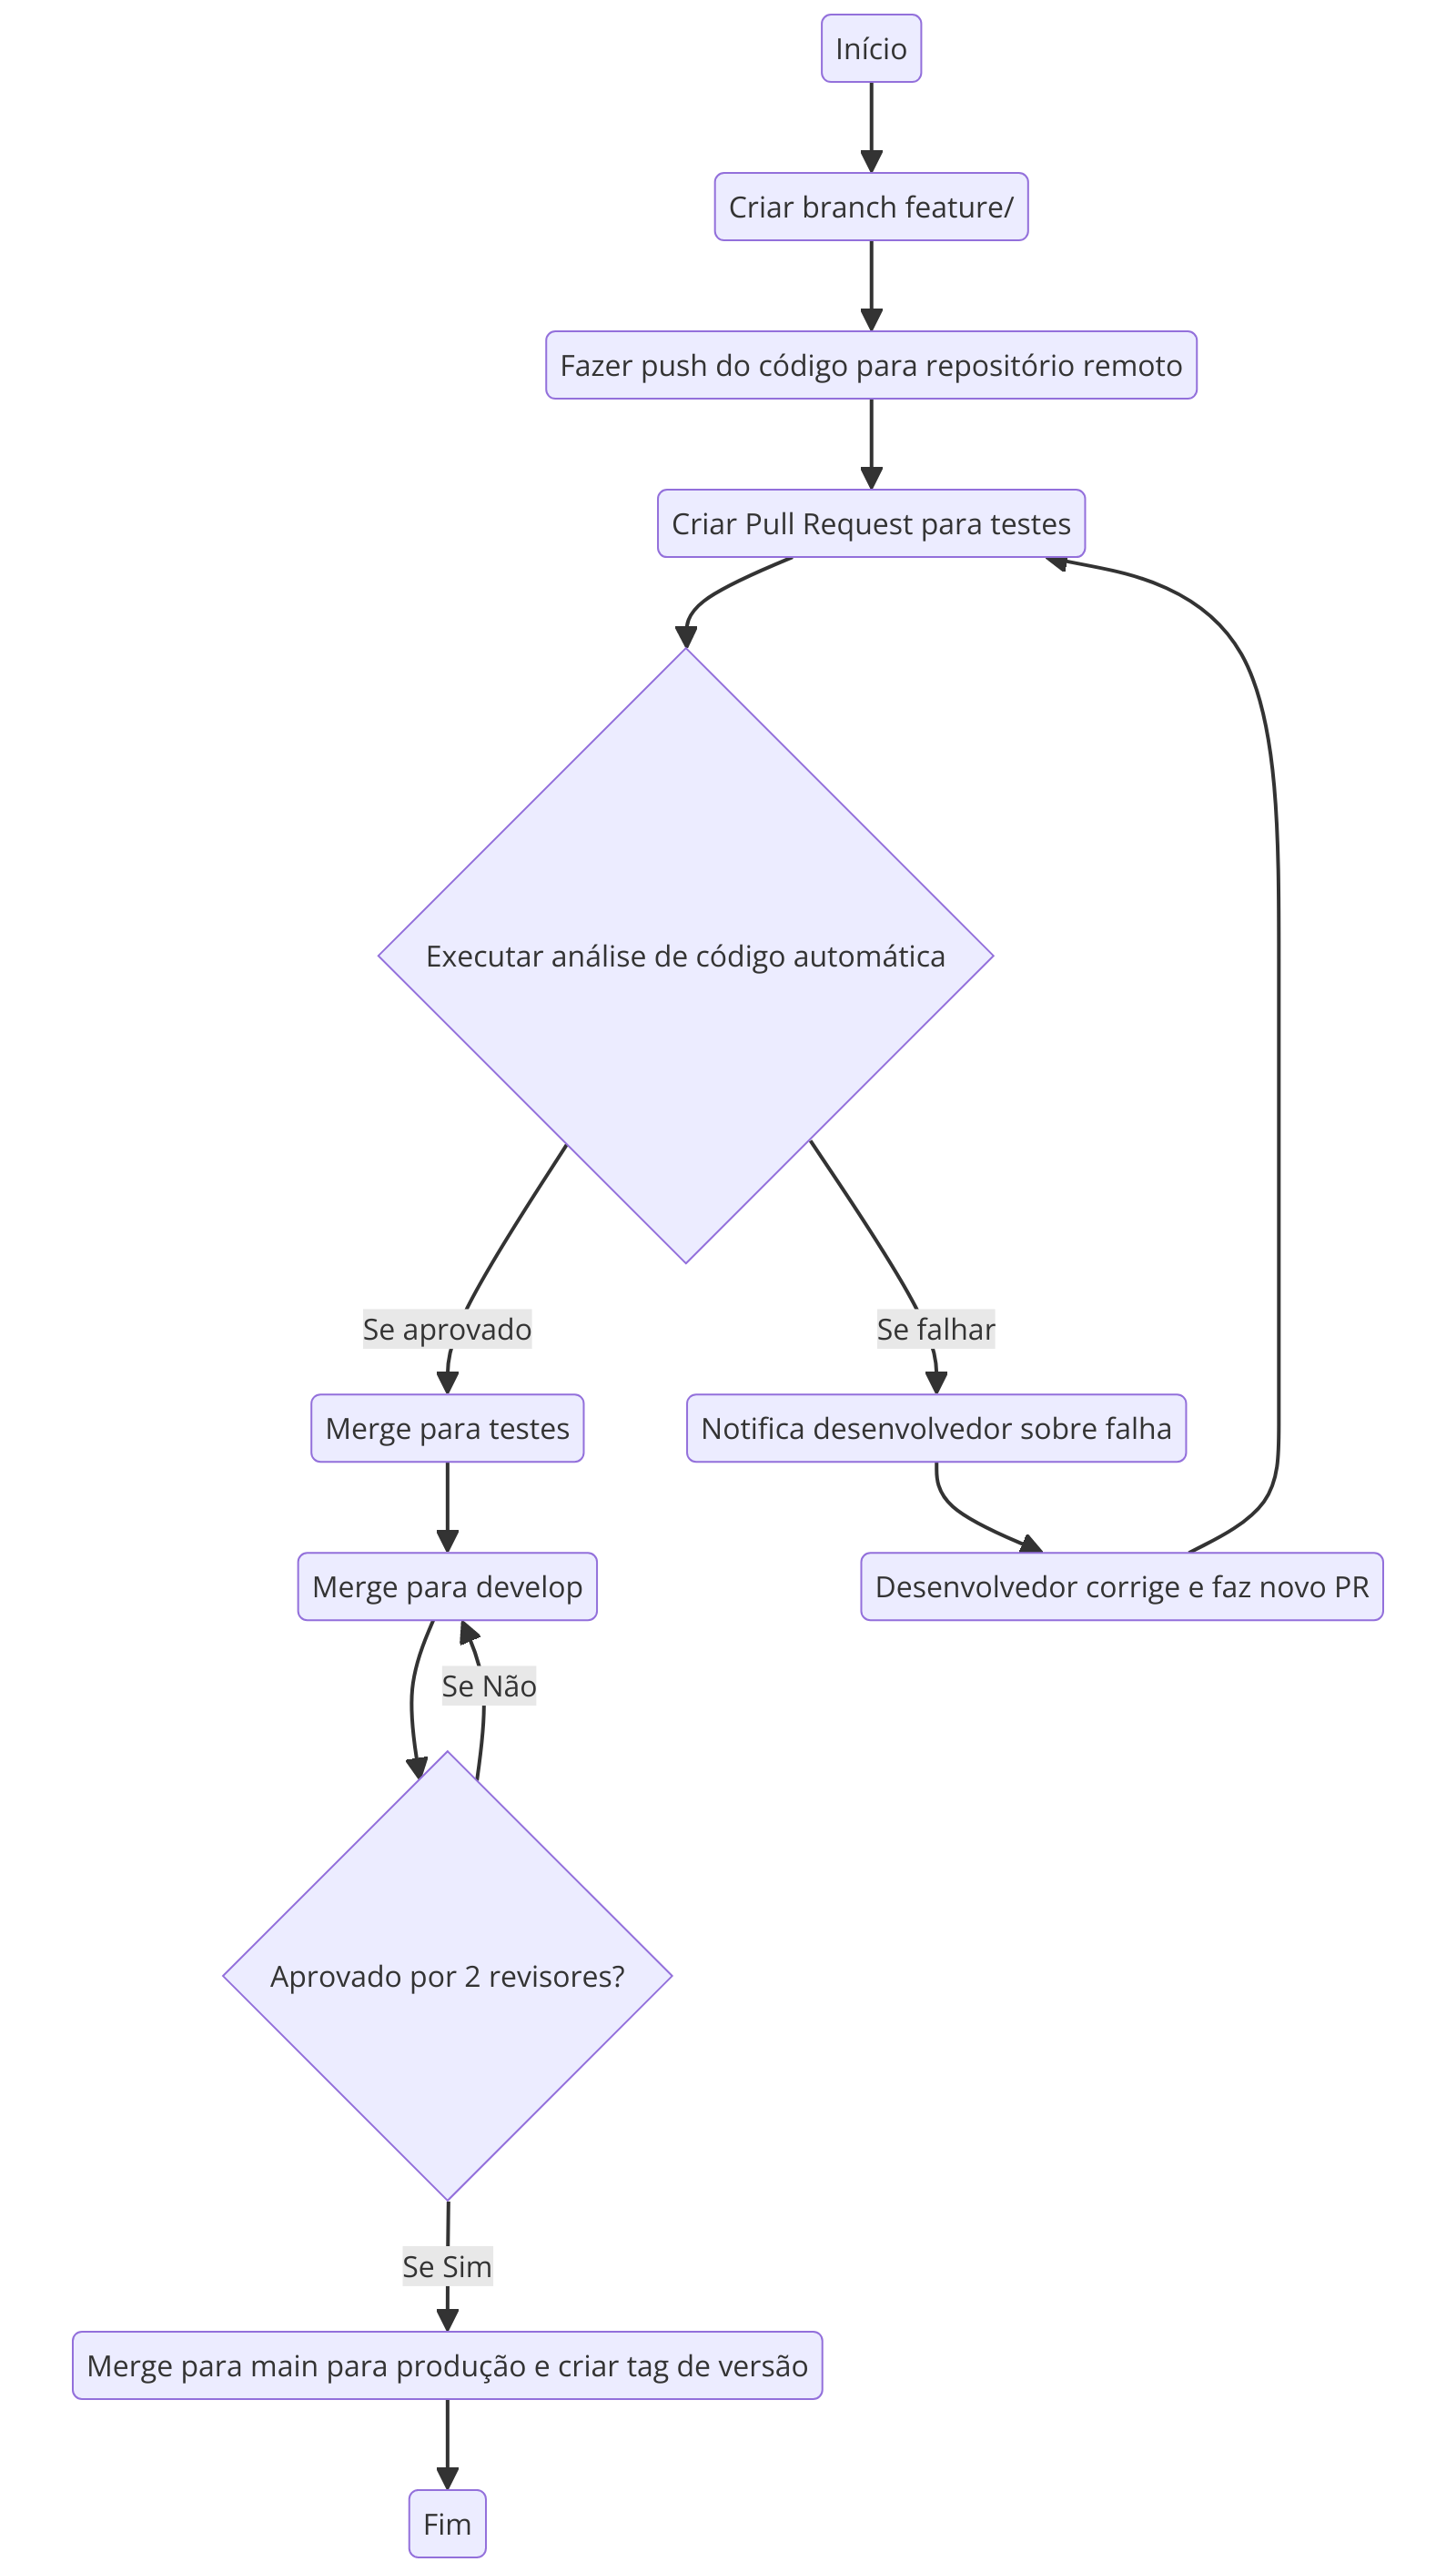 Início
Criar branch feature/
Fazer push do código para repositório remoto
Criar Pull Request para testes
Executar análise de código automática
Se aprovado
Se falhar
Merge para testes
Notifica desenvolvedor sobre falha
Merge para develop
Desenvolvedor corrige e faz novo PR
Se Não
Aprovado por 2 revisores?
Se Sim
Merge para main para produção e criar tag de versão
Fim